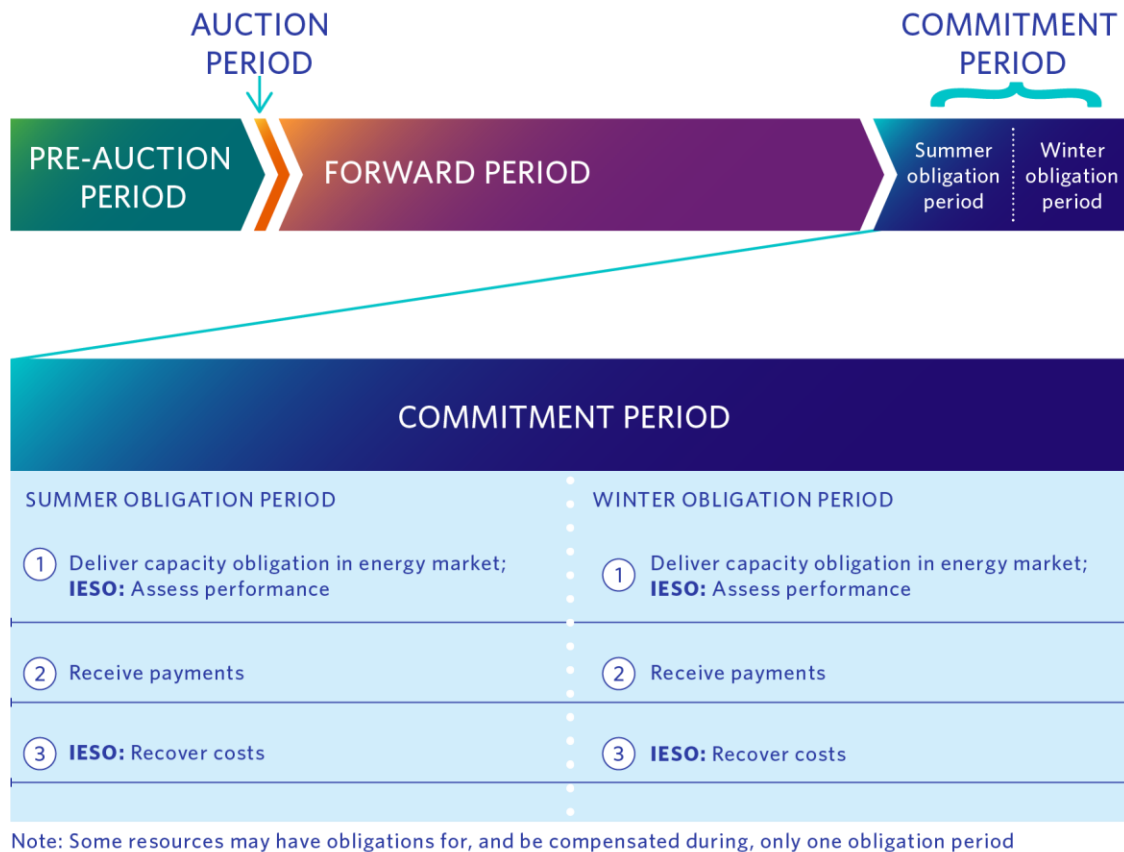 AUCTION
PERIOD
COMMITMENT
PERIOD
PRE-AUCTION
PERIOD
FORWARD PERIOD
Summer
obligation
period
Winter
obligation
period
COMMITMENT PERIOD
SUMMER OBLIGATION PERIOD
1 Deliver capacity obligation in energy market;
IESO: Assess performance
2 Receive payments
3 IESO: Recover costs
WINTER OBLIGATION PERIOD
1 Deliver capacity obligation in energy market;
IESO: Assess performance
2 Receive payments
3 IESO: Recover costs
Note: Some resources may have obligations for, and be compensated during, only one obligation period